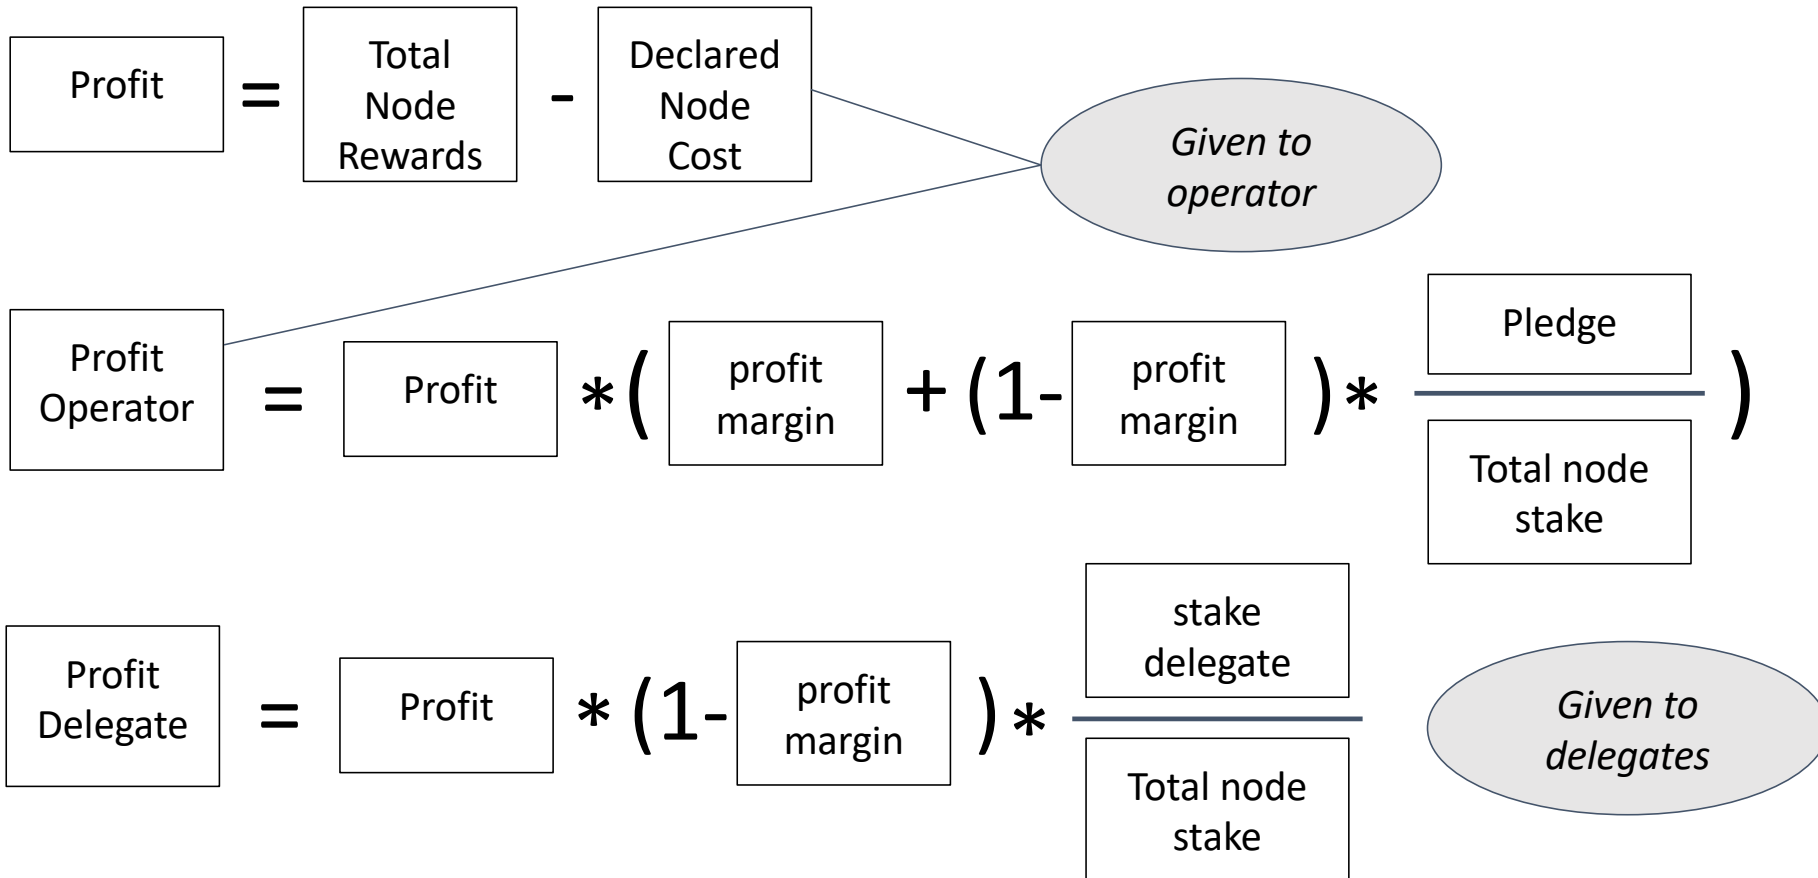 Profit
=
Total
Node
Rewards
-
Declared
Node
Cost
Given to
operator
Profit
Operator
=
Profit
*(
profit
margin
+ (1-
profit
margin
)*
Pledge
Total node
stake
)
Profit
Delegate
=
Profit
* (1-
profit
margin
)*
stake
delegate
Total node
stake
Given to
delegates